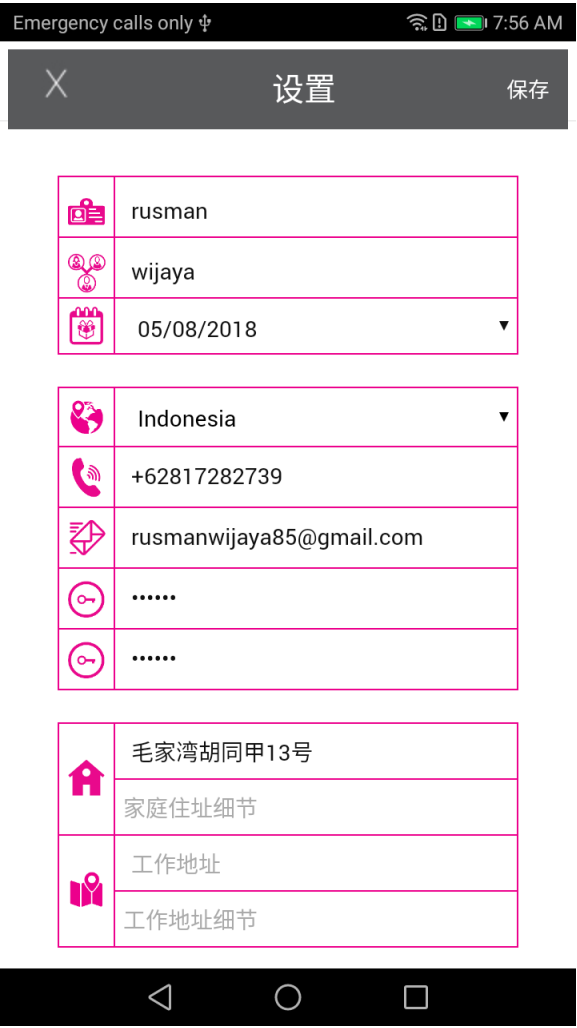 Emergency calls only 7:56 AM
X 设置 保存
rusman
wijaya
05/08/2018
Indonesia
+62817282739
rusmanwijaya85@gmail.com
••••••
••••••
毛家湾胡同甲13号
家庭住址细节
工作地址
工作地址细节